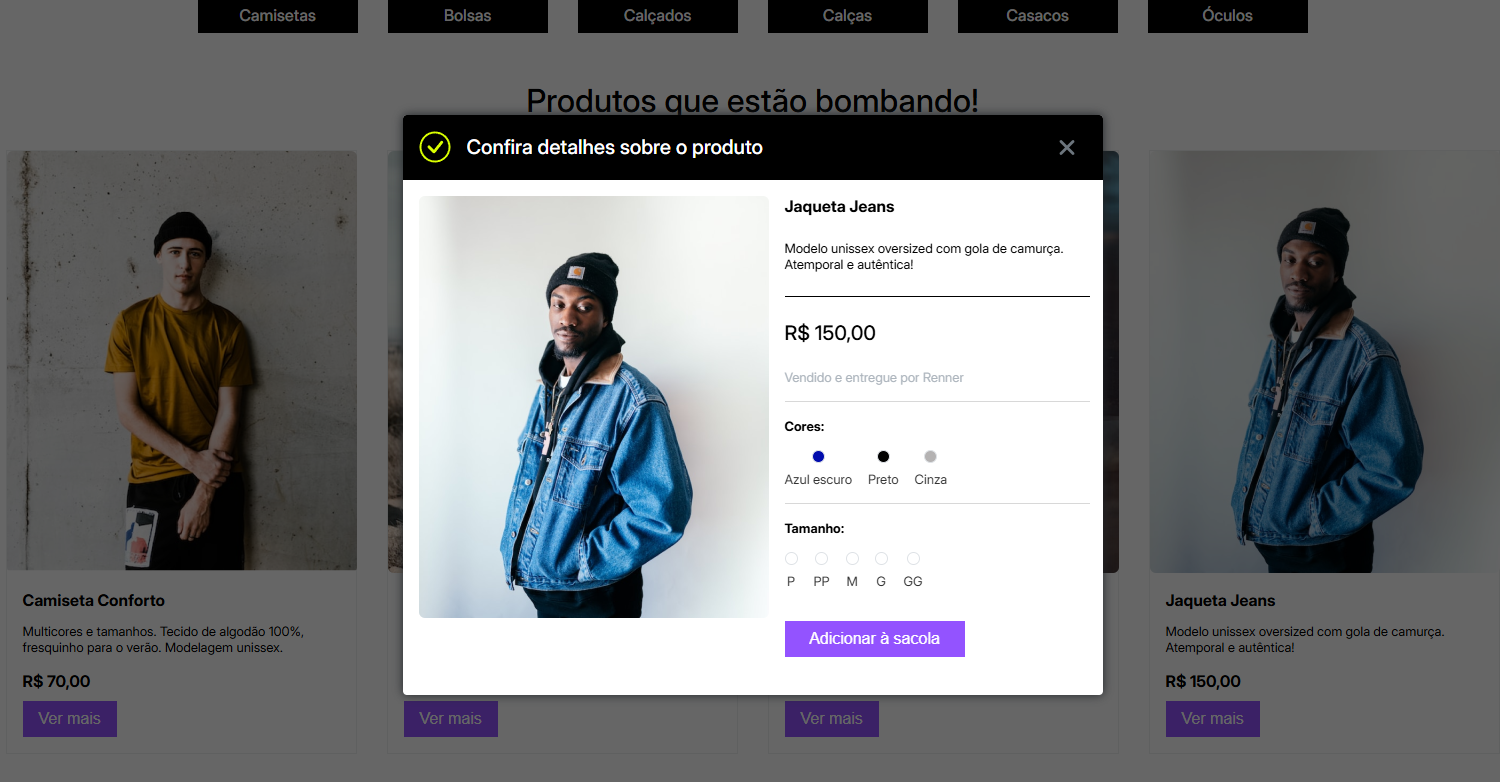 Camisetas
Bolsas
Calçados
Calças
Casacos
Óculos
Produtos que estão bombando!
Confira detalhes sobre o produto
Jaqueta Jeans
Modelo unissex oversized com gola de camurça.
Atemporal e autêntica!
R$ 150,00
Vendido e entregue por Renner
Cores:
Azul escuro
Preto
Cinza
Tamanho:
P
PP
M
G
GG
Adicionar à sacola
Camiseta Conforto
Multicores e tamanhos. Tecido de algodão 100%,
fresquinho para o verão. Modelagem unissex.
R$ 70,00
Ver mais
Ver mais
Ver mais
Jaqueta Jeans
Modelo unissex oversized com gola de camurça.
Atemporal e autêntica!
R$ 150,00
Ver mais